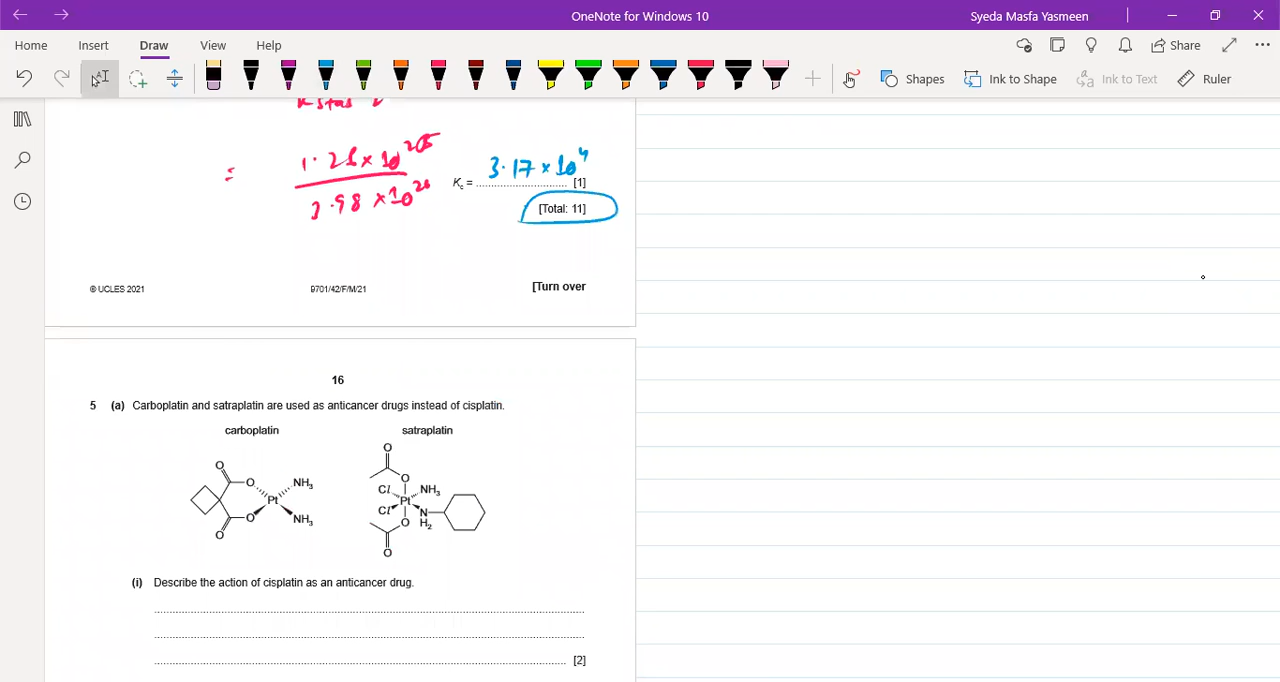 OneNote for Windows 10
Syeda Masfa Yasmeen
Home Insert Draw View Help
Share
Shapes Ink to Shape Ink to Text Ruler
=
3.98 × 10
3.17 × 10⁴
Kc = .............................. [1]
[Total: 11]
© UCLES 2021 9701/42/F/M/21 [Turn over
16
5 (a) Carboplatin and satraplatin are used as anticancer drugs instead of cisplatin.
carboplatin satraplatin
O O Pt NH3 NH3 O O
O O Cl NH3 Pt Cl N H2 O O
(i) Describe the action of cisplatin as an anticancer drug.
[2]